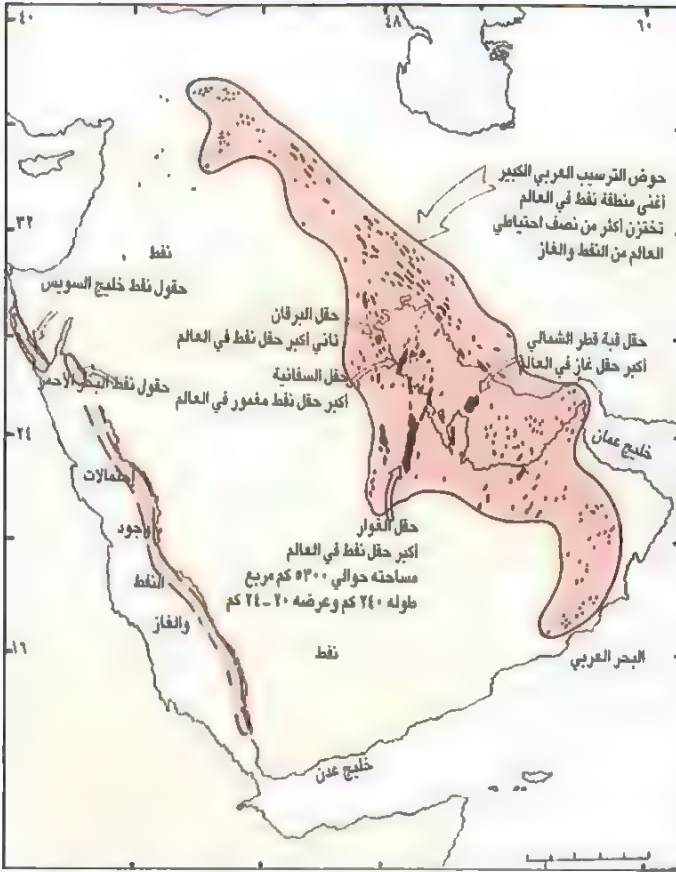 ٤٠
٤٨
٦٠
٣٢
٢٤
١٦
حوض الترسيب العربي الكبير
أغنى منطقة نفط في العالم
تختزن أكثر من نصف احتياطي
العالم من النفط والغاز
نفط
حقول نفط خليج السويس
حقل البرقان
ثاني أكبر حقل نفط في العالم
حقل قبة قطر الشمالي
أكبر حقل غاز في العالم
حقل السفانية
أكبر حقل نفط مغمور في العالم
حقول نفط البحر الأحمر
خليج عمان
احتمالات
وجود
النفط
والغاز
حقل الغوار
أكبر حقل نفط في العالم
مساحته حوالي ٥٣٠٠ كم مربع
طوله ٢٤٠ كم وعرضه ٢٠-٢٤ كم
نفط
البحر العربي
خليج عدن